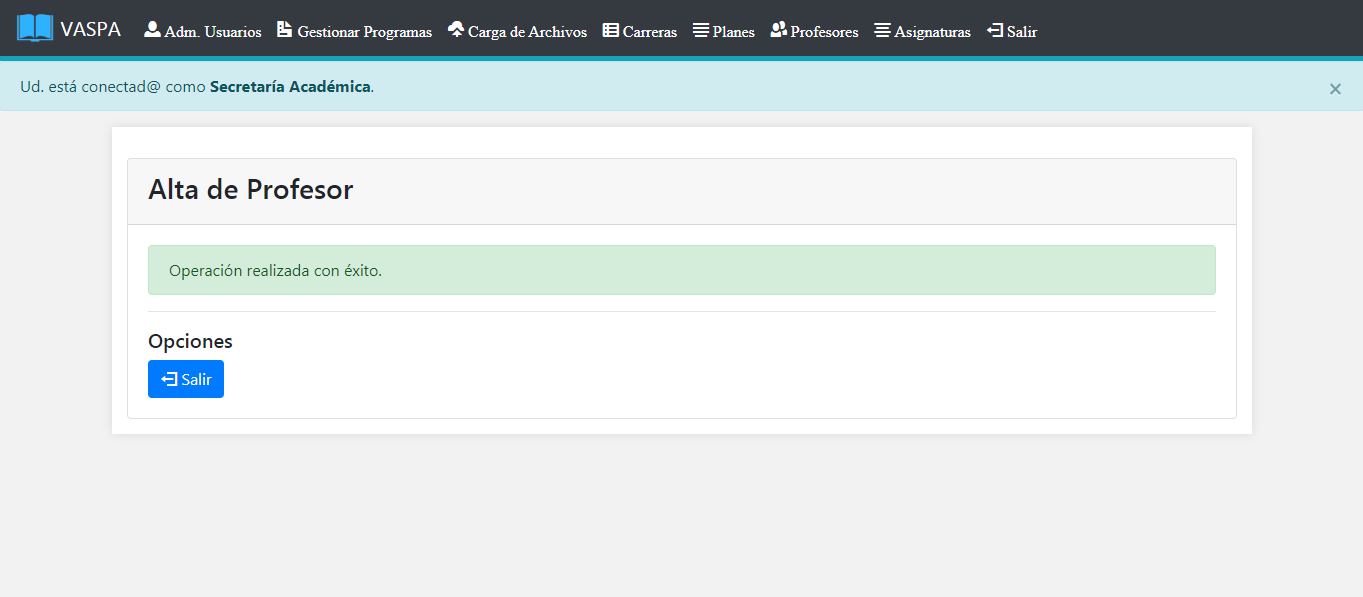 VASPA Adm. Usuarios Gestionar Programas Carga de Archivos Carreras Planes Profesores Asignaturas Salir
Ud. está conectad@ como Secretaría Académica. ×
Alta de Profesor
Operación realizada con éxito.
Opciones
Salir